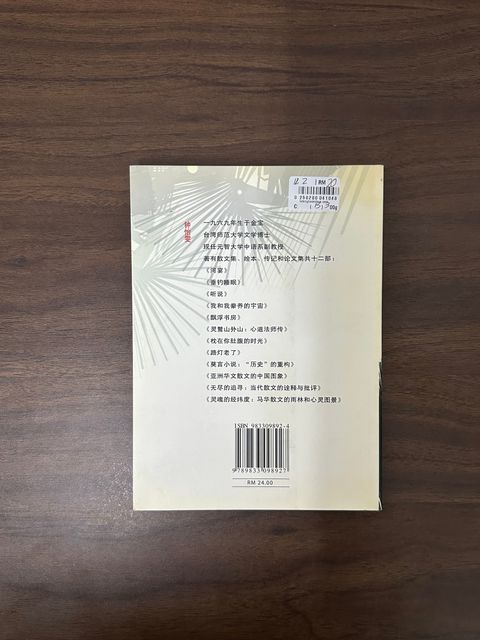 RM
0 250200 061048
钟怡雯
一九六九年生于金宝
台湾师范大学文学博士
现任元智大学中语系副教授
著有散文集、绘本、传记和论文集共十二部：
《河宴》
《垂钓睡眠》
《听说》
《我和我豢养的宇宙》
《飘浮书房》
《灵鹫山外山：心道法师传》
《枕在你肚腹的时光》
《路灯老了》
《莫言小说：“历史”的重构》
《亚洲华文散文的中国图象》
《无尽的追寻：当代散文的诠释与批评》
《灵魂的经纬度：马华散文的雨林和心灵图景》
ISBN 983309892-4
9789833098927
RM 24.00